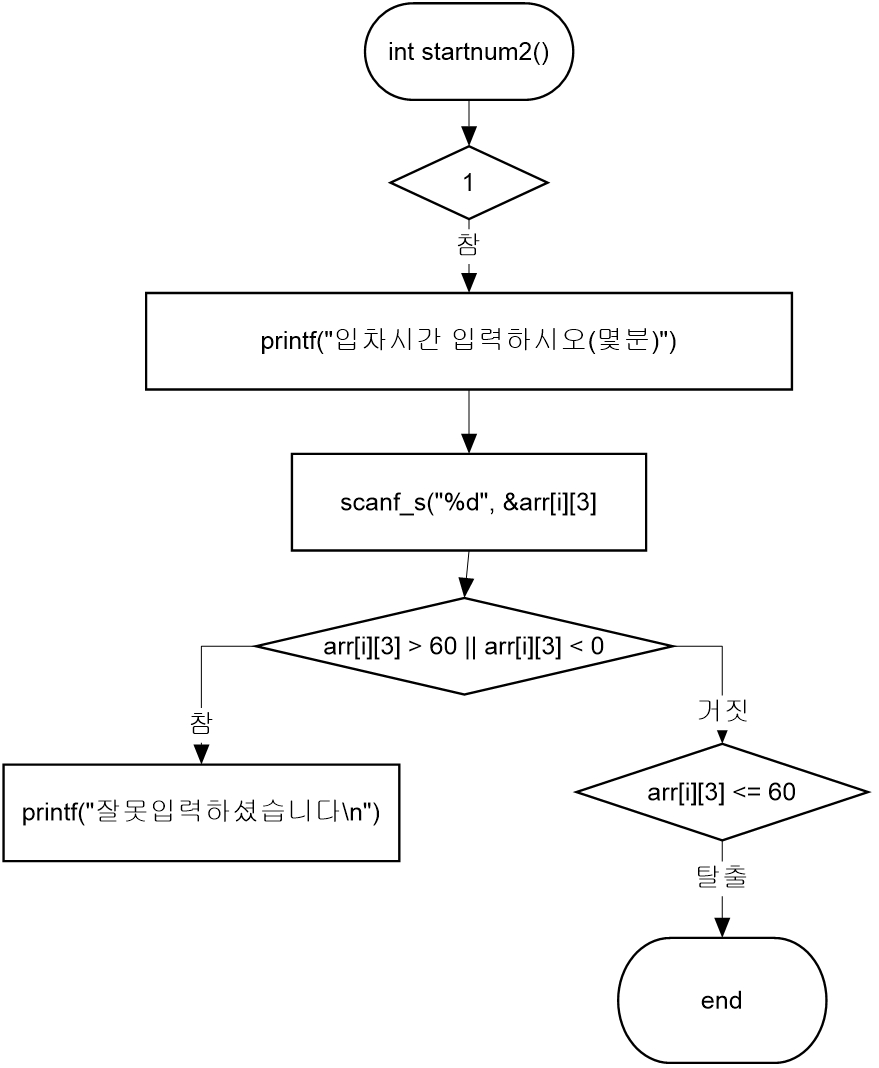 int startnum2()
1
참
printf("입차시간 입력하시오(몇분)")
scanf_s("%d", &arr[i][3]
arr[i][3] > 60 || arr[i][3] < 0
참
거짓
printf("잘못입력하셨습니다\n")
arr[i][3] <= 60
탈출
end